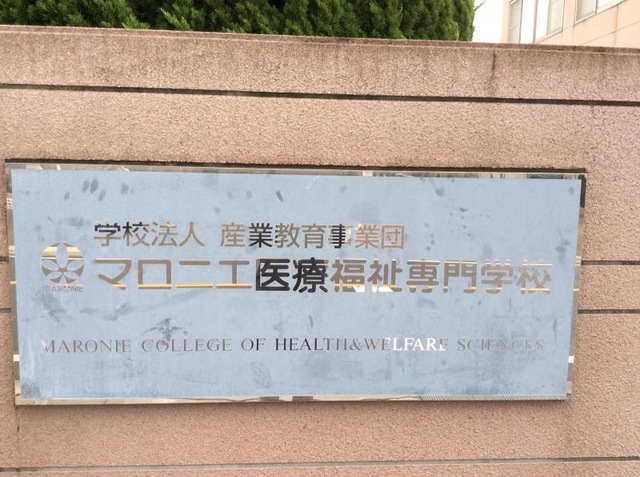 学校法人 産業教育事業団
マロニエ医療福祉専門学校
MARONIE
MARONIE COLLEGE OF HEALTH&WELFARE SCIENCES